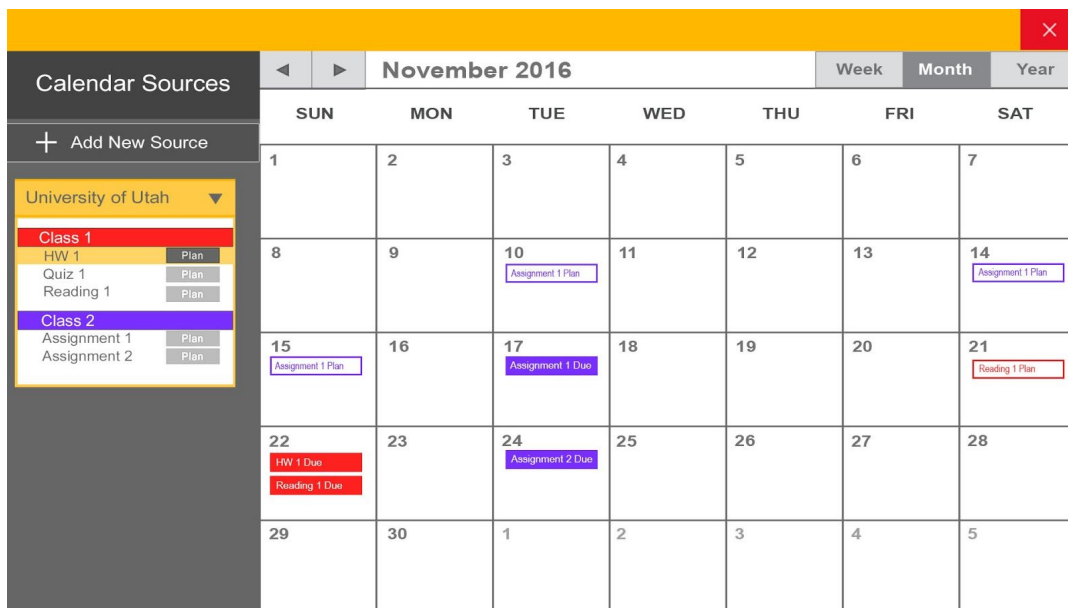 Calendar Sources
+ Add New Source
University of Utah
Class 1
HW 1 Plan
Quiz 1 Plan
Reading 1 Plan
Class 2
Assignment 1 Plan
Assignment 2 Plan
November 2016
Week Month Year
SUN MON TUE WED THU FRI SAT
1 2 3 4 5 6 7
8 9 10 11 12 13 14
Assignment 1 Plan Assignment 1 Plan
15 16 17 18 19 20 21
Assignment 1 Plan Assignment 1 Due Reading 1 Plan
22 23 24 25 26 27 28
HW 1 Due Assignment 2 Due
Reading 1 Due
29 30 1 2 3 4 5